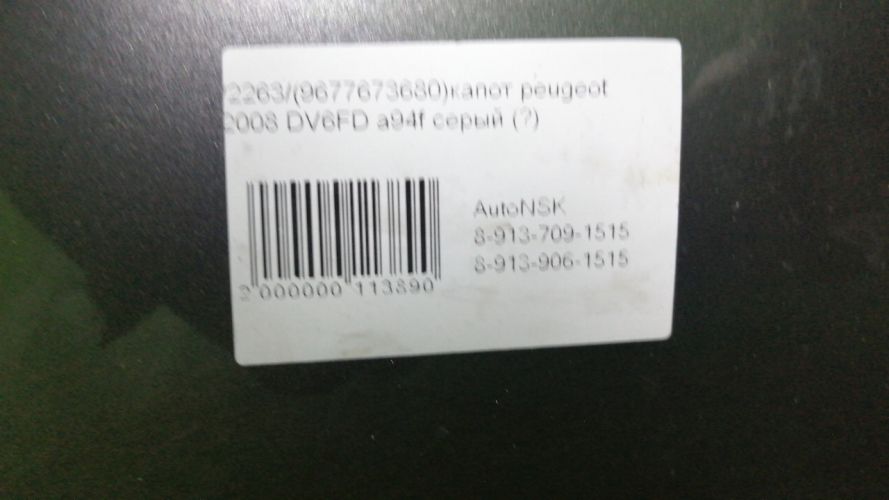 2263/(9677673680)капот peugeot
2008 DV6FD a94f серый (?)
AutoNSK
8-913-709-1515
8-913-906-1515
2 000000 113890